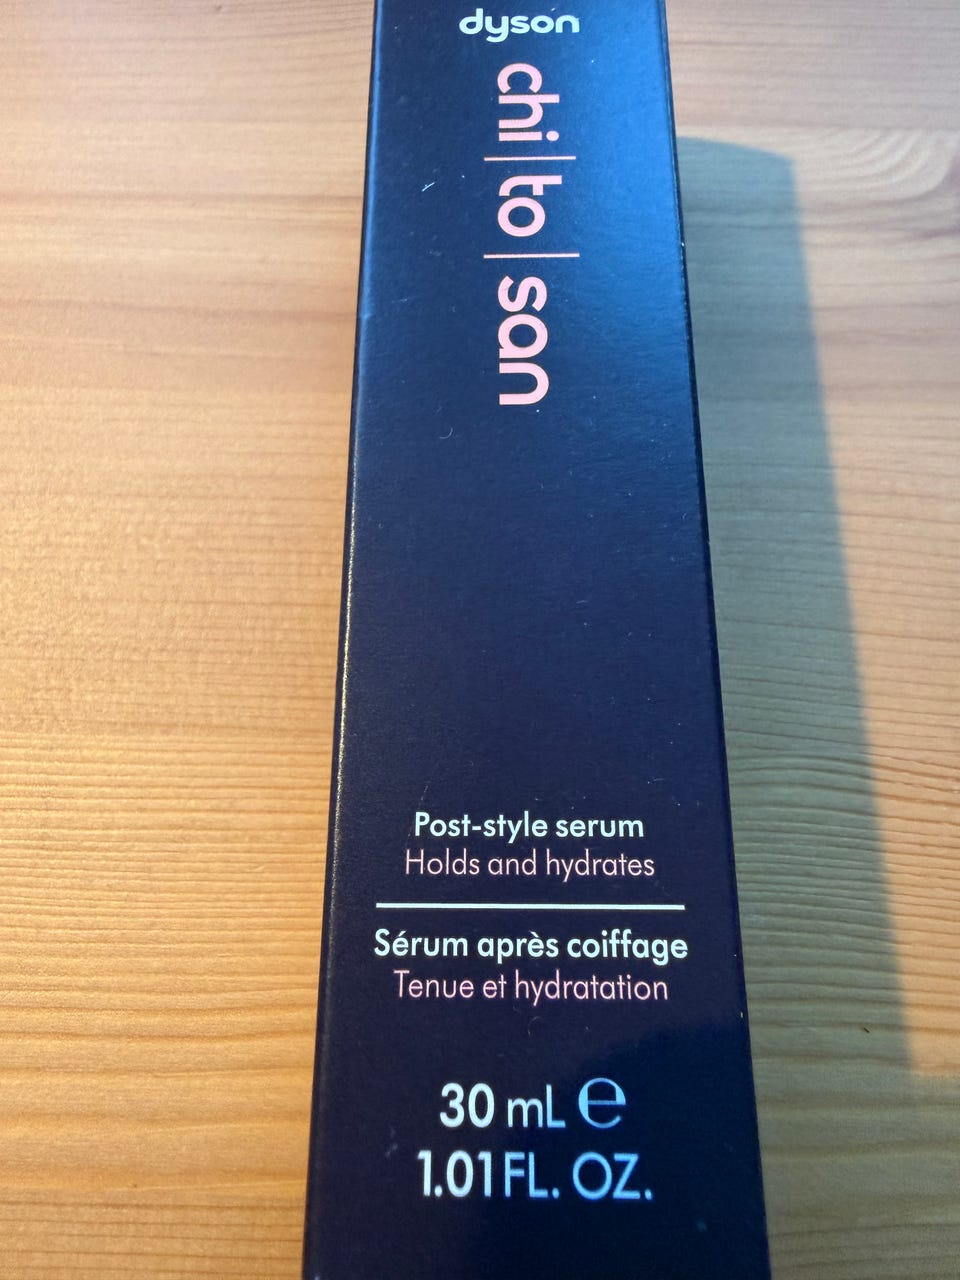 dyson
chi|to|san
Post-style serum
Holds and hydrates
Sérum après coiffage
Tenue et hydratation
30 mL ℮
1.01 FL. OZ.